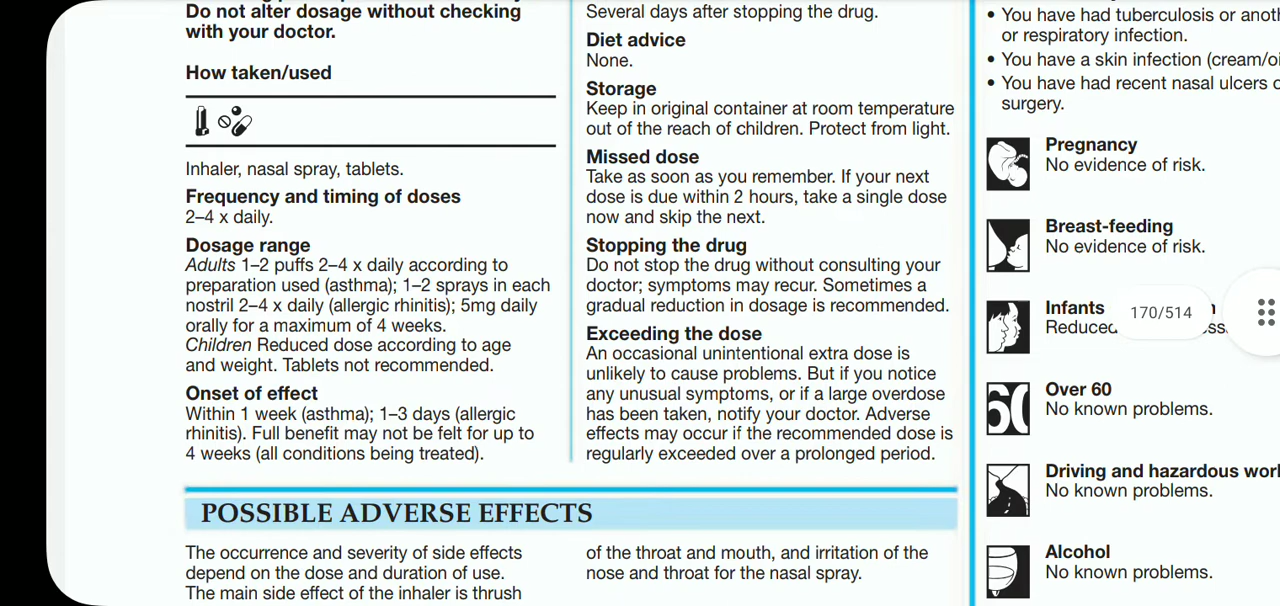 Do not alter dosage without checking
with your doctor.
How taken/used
Inhaler, nasal spray, tablets.
Frequency and timing of doses
2–4 x daily.
Dosage range
Adults 1–2 puffs 2–4 x daily according to
preparation used (asthma); 1–2 sprays in each
nostril 2–4 x daily (allergic rhinitis); 5mg daily
orally for a maximum of 4 weeks.
Children Reduced dose according to age
and weight. Tablets not recommended.
Onset of effect
Within 1 week (asthma); 1–3 days (allergic
rhinitis). Full benefit may not be felt for up to
4 weeks (all conditions being treated).
Several days after stopping the drug.
Diet advice
None.
Storage
Keep in original container at room temperature
out of the reach of children. Protect from light.
Missed dose
Take as soon as you remember. If your next
dose is due within 2 hours, take a single dose
now and skip the next.
Stopping the drug
Do not stop the drug without consulting your
doctor; symptoms may recur. Sometimes a
gradual reduction in dosage is recommended.
Exceeding the dose
An occasional unintentional extra dose is
unlikely to cause problems. But if you notice
any unusual symptoms, or if a large overdose
has been taken, notify your doctor. Adverse
effects may occur if the recommended dose is
regularly exceeded over a prolonged period.
POSSIBLE ADVERSE EFFECTS
The occurrence and severity of side effects
depend on the dose and duration of use.
The main side effect of the inhaler is thrush
of the throat and mouth, and irritation of the
nose and throat for the nasal spray.
• You have had tuberculosis or
or respiratory infection.
• You have a skin infection
• You have had recent nasal ulcers
surgery.
Pregnancy
No evidence of risk.
Breast-feeding
No evidence of risk.
Infants
Reduced
170/514
60
Over 60
No known problems.
Driving and hazardous
No known problems.
Alcohol
No known problems.